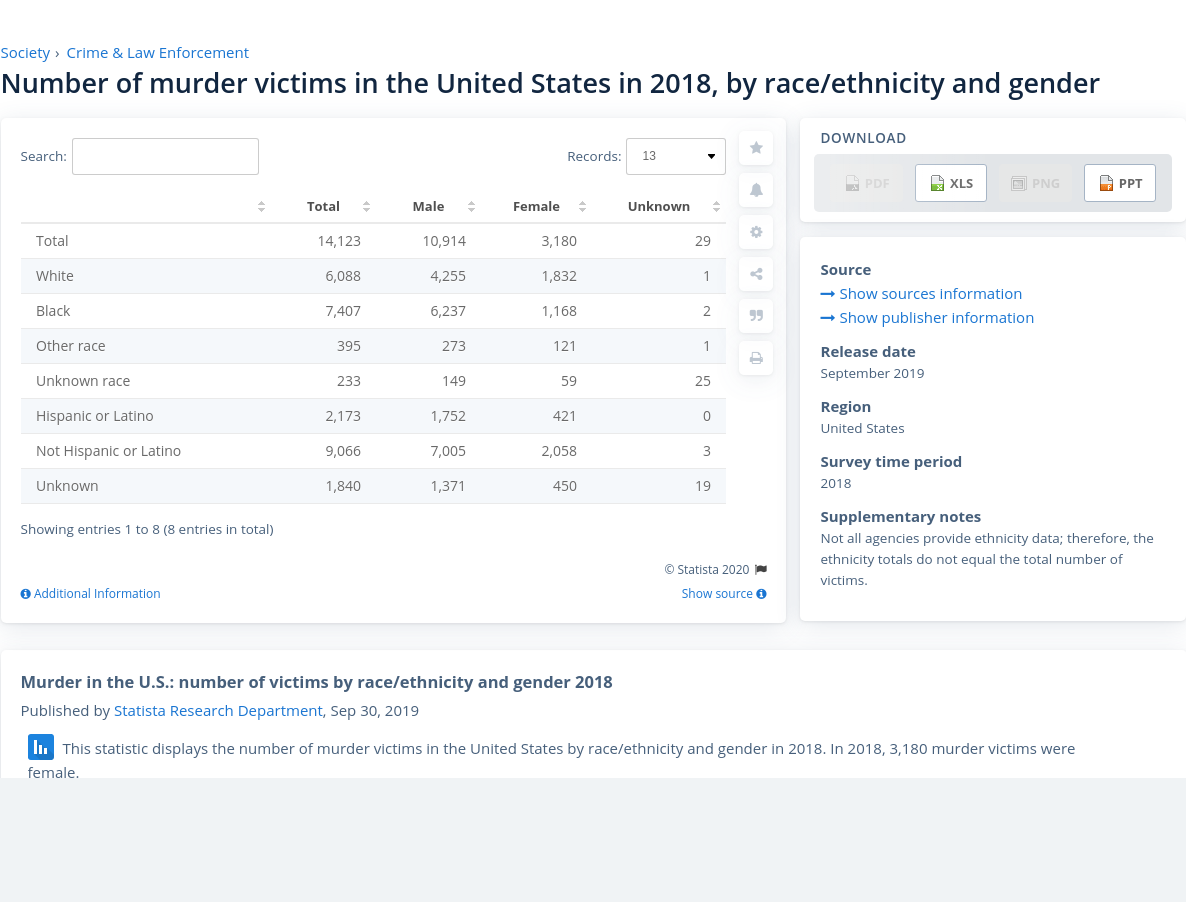 Society › Crime & Law Enforcement
Number of murder victims in the United States in 2018, by race/ethnicity and gender
Search: Records: 13
Total Male Female Unknown
Total 14,123 10,914 3,180 29
White 6,088 4,255 1,832 1
Black 7,407 6,237 1,168 2
Other race 395 273 121 1
Unknown race 233 149 59 25
Hispanic or Latino 2,173 1,752 421 0
Not Hispanic or Latino 9,066 7,005 2,058 3
Unknown 1,840 1,371 450 19
Showing entries 1 to 8 (8 entries in total)
© Statista 2020
Additional Information Show source
DOWNLOAD
PDF XLS PNG PPT
Source
Show sources information
Show publisher information
Release date
September 2019
Region
United States
Survey time period
2018
Supplementary notes
Not all agencies provide ethnicity data; therefore, the
ethnicity totals do not equal the total number of
victims.
Murder in the U.S.: number of victims by race/ethnicity and gender 2018
Published by Statista Research Department, Sep 30, 2019
This statistic displays the number of murder victims in the United States by race/ethnicity and gender in 2018. In 2018, 3,180 murder victims were
female.